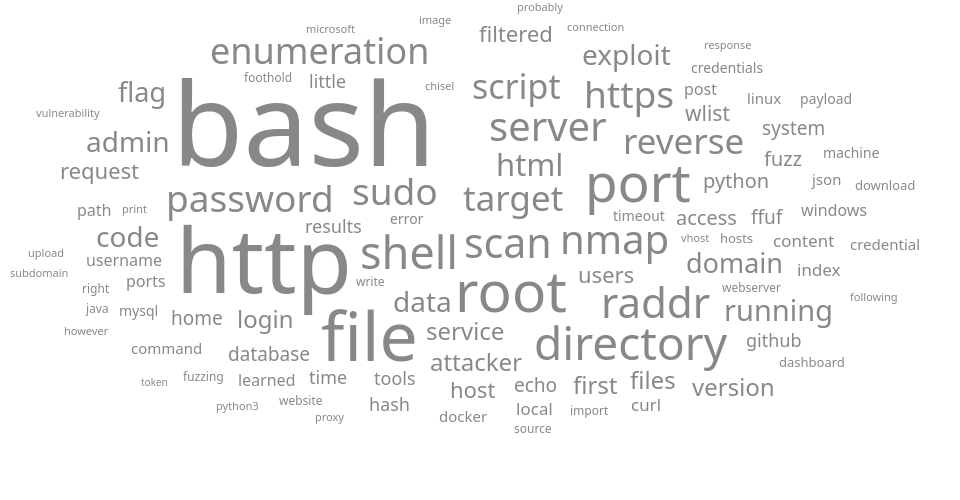 probably
image
microsoft
filtered
connection
enumeration
exploit
response
foothold
little
credentials
flag
chisel
script
https
post
linux
payload
vulnerability
bash
wlist
admin
server
reverse
system
request
html
fuzz
machine
password
sudo
target
port
python
json
download
path
print
results
error
timeout
access
ffuf
windows
code
http
shell
scan
nmap
vhost
hosts
content
credential
upload
username
domain
index
subdomain
right
ports
write
users
webserver
following
java
mysql
home
login
data
root
raddr
running
however
file
service
directory
github
command
database
attacker
dashboard
token
fuzzing
learned
time
tools
host
echo
first
files
version
python3
website
hash
proxy
docker
local
import
curl
source